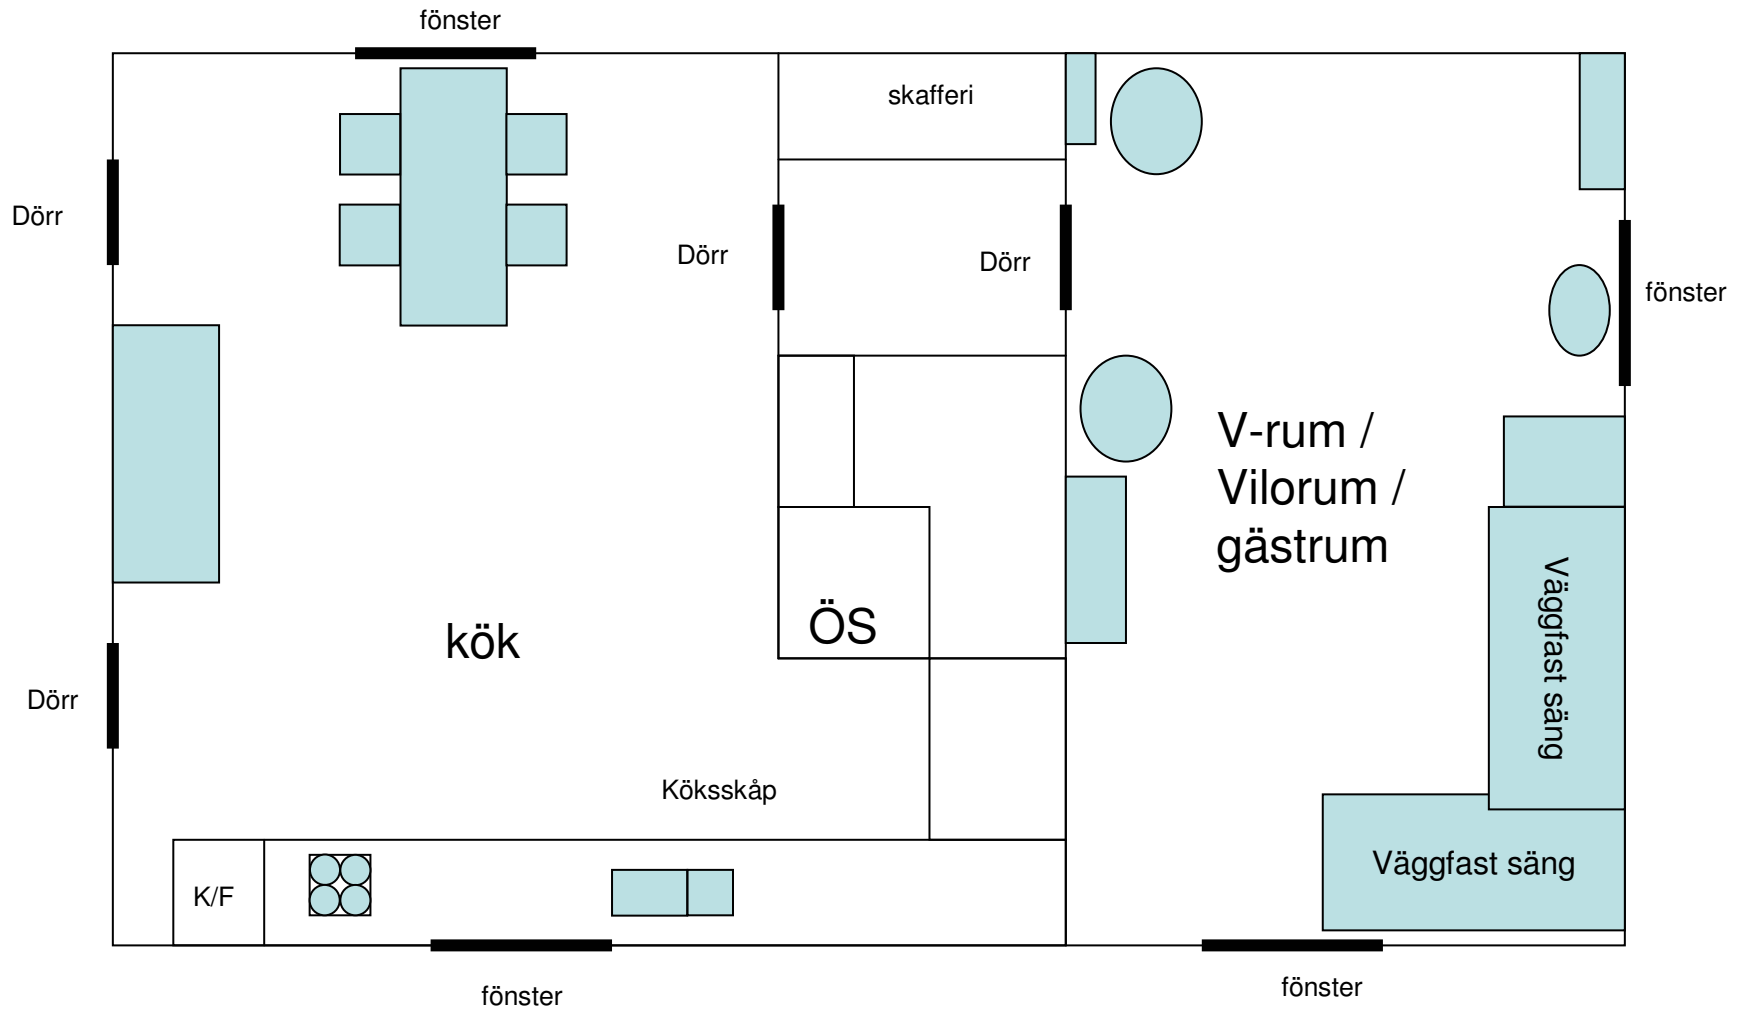 fönster
skafferi
Dörr
Dörr
Dörr
fönster
V-rum /
Vilorum /
gästrum
Väggfast säng
ÖS
kök
Dörr
Köksskåp
Väggfast säng
K/F
fönster
fönster